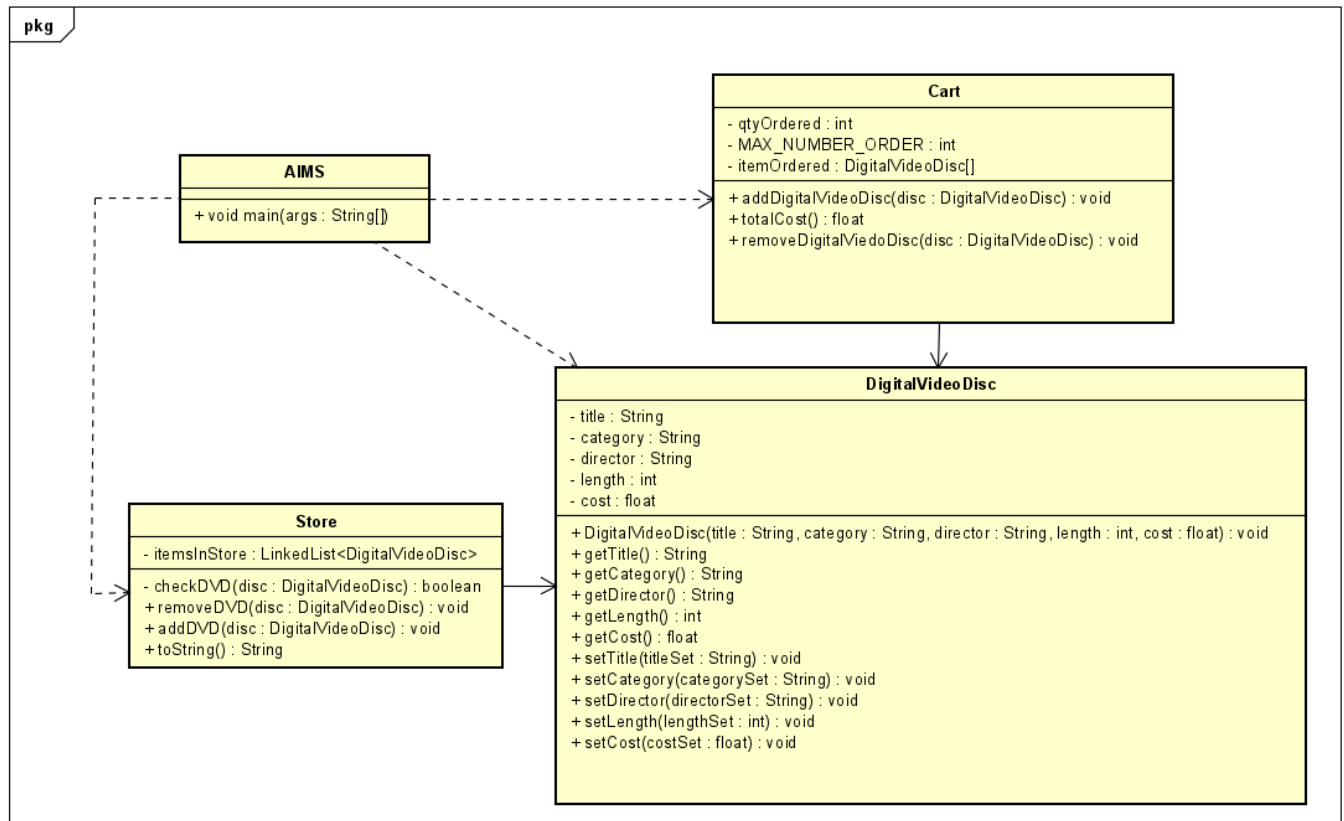 pkg
Cart
- qtyOrdered : int
- MAX_NUMBER_ORDER : int
- itemOrdered : DigitalVideoDisc[]
+ addDigitalVideoDisc(disc : DigitalVideoDisc) : void
+ totalCost() : float
+ removeDigitalViedoDisc(disc : DigitalVideoDisc) : void
AIMS
+ void main(args : String[])
DigitalVideoDisc
- title : String
- category : String
- director : String
- length : int
- cost : float
+ DigitalVideoDisc(title : String, category : String, director : String, length : int, cost : float) : void
+ getTitle() : String
+ getCategory() : String
+ getDirector() : String
+ getLength() : int
+ getCost() : float
+ setTitle(titleSet : String) : void
+ setCategory(categorySet : String) : void
+ setDirector(directorSet : String) : void
+ setLength(lengthSet : int) : void
+ setCost(costSet : float) : void
Store
- itemsInStore : LinkedList<DigitalVideoDisc>
- checkDVD(disc : DigitalVideoDisc) : boolean
+ removeDVD(disc : DigitalVideoDisc) : void
+ addDVD(disc : DigitalVideoDisc) : void
+ toString() : String